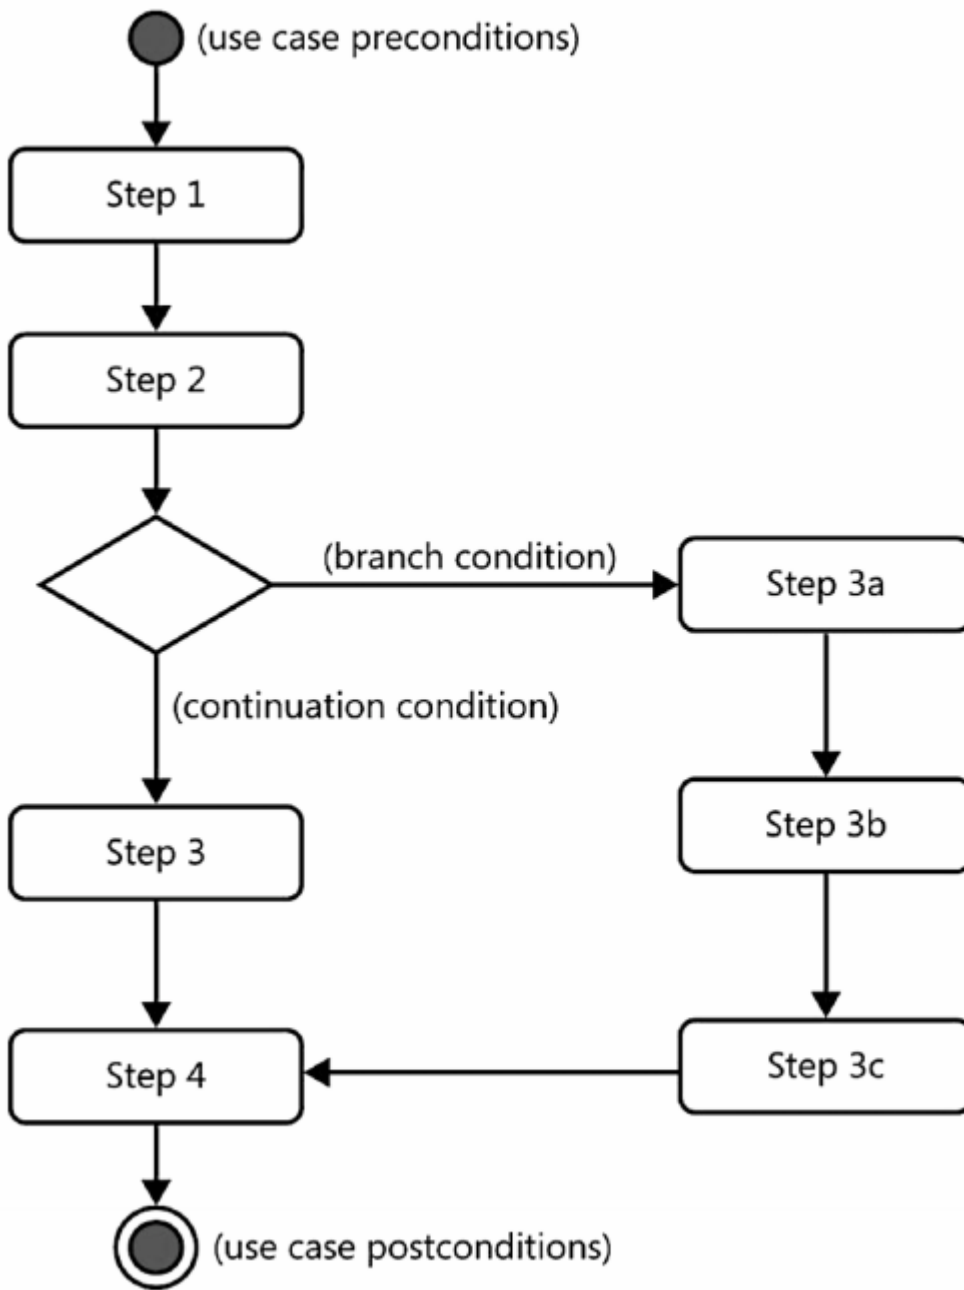 (use case preconditions)
Step 1
Step 2
(branch condition)
Step 3a
(continuation condition)
Step 3b
Step 3
Step 3c
Step 4
(use case postconditions)